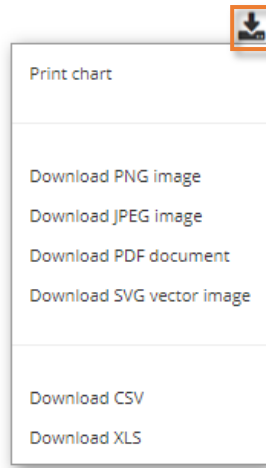 Print chart
Download PNG image
Download JPEG image
Download PDF document
Download SVG vector image
Download CSV
Download XLS